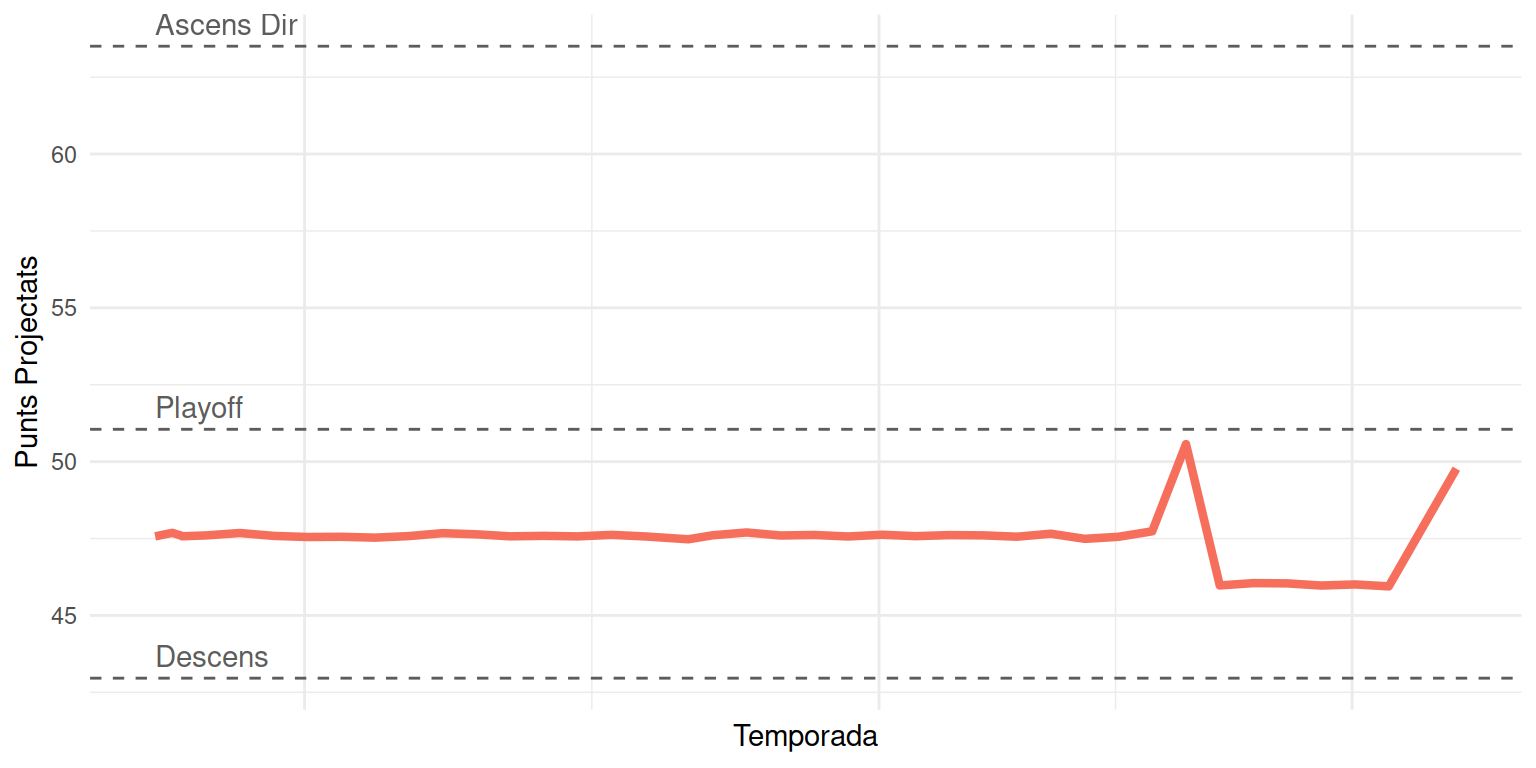 Ascens Dir
60
55
Playoff
50
45
Descens
Punts Projectats
Temporada